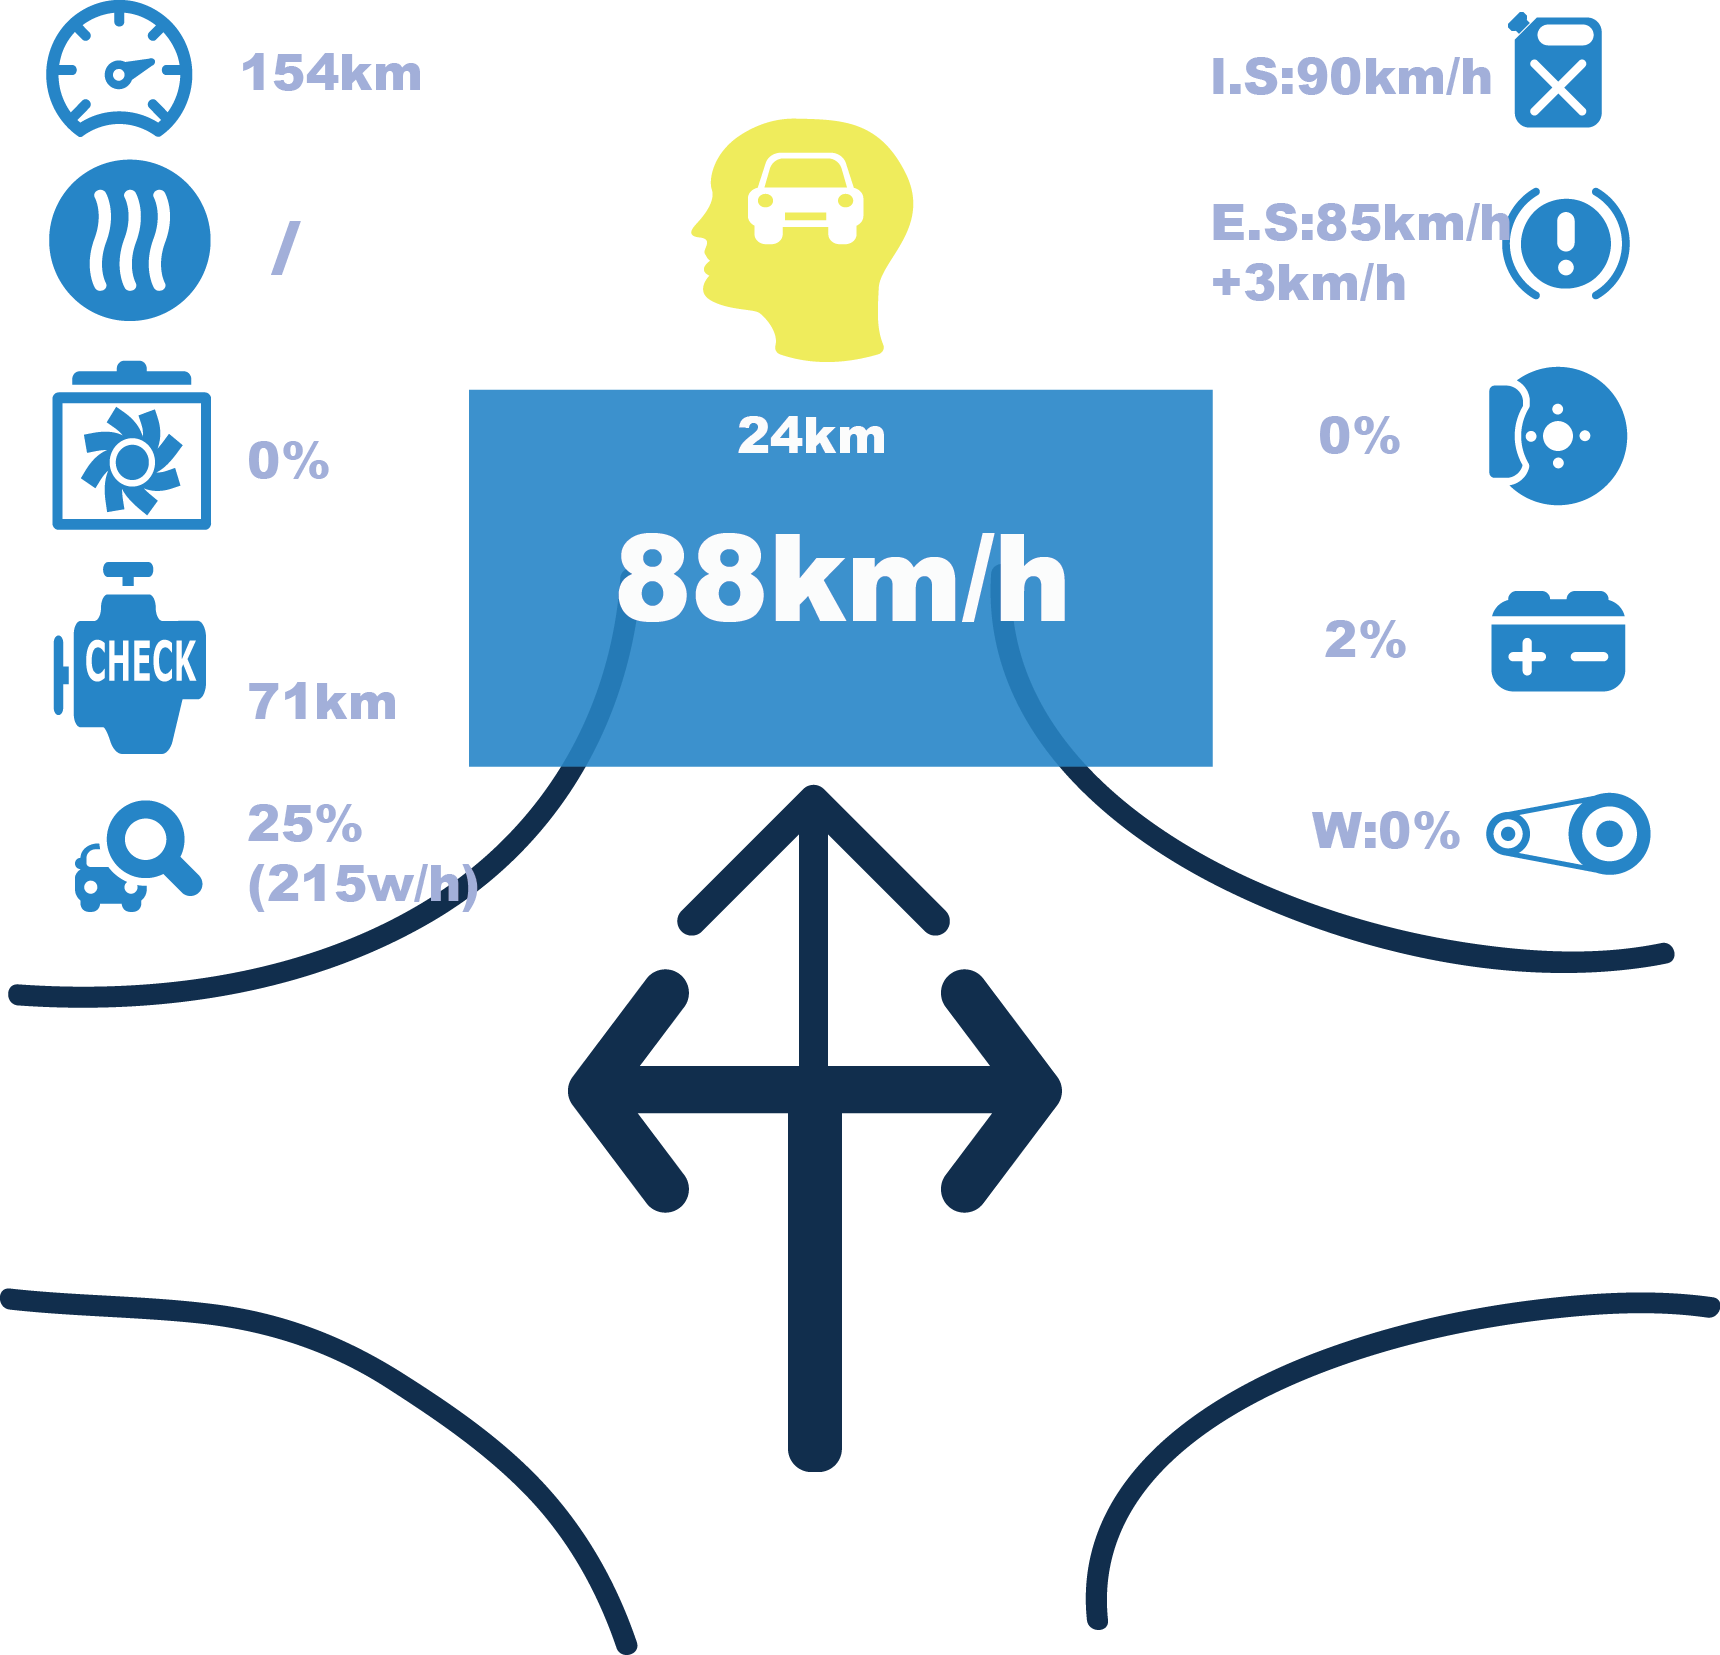 154km
/
0%
CHECK
71km
25%
(215w/h)
24km
88km/h
I.S:90km/h
E.S:85km/h
+3km/h
0%
2%
W:0%